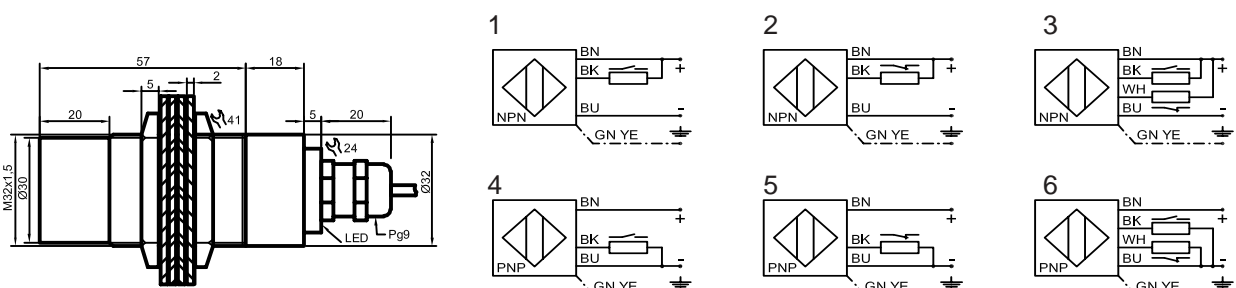 57
18
2
5
20
41
5
20
24
M32x1,5
Ø30
Ø32
LED
Pg9
1
BN
BK
BU
NPN
GN YE
+
-
2
BN
BK
BU
NPN
GN YE
+
-
3
BN
BK
WH
BU
NPN
GN YE
+
-
4
BN
BK
BU
PNP
GN YE
+
-
5
BN
BK
BU
PNP
GN YE
+
-
6
BN
BK
WH
BU
PNP
GN YE
+
-